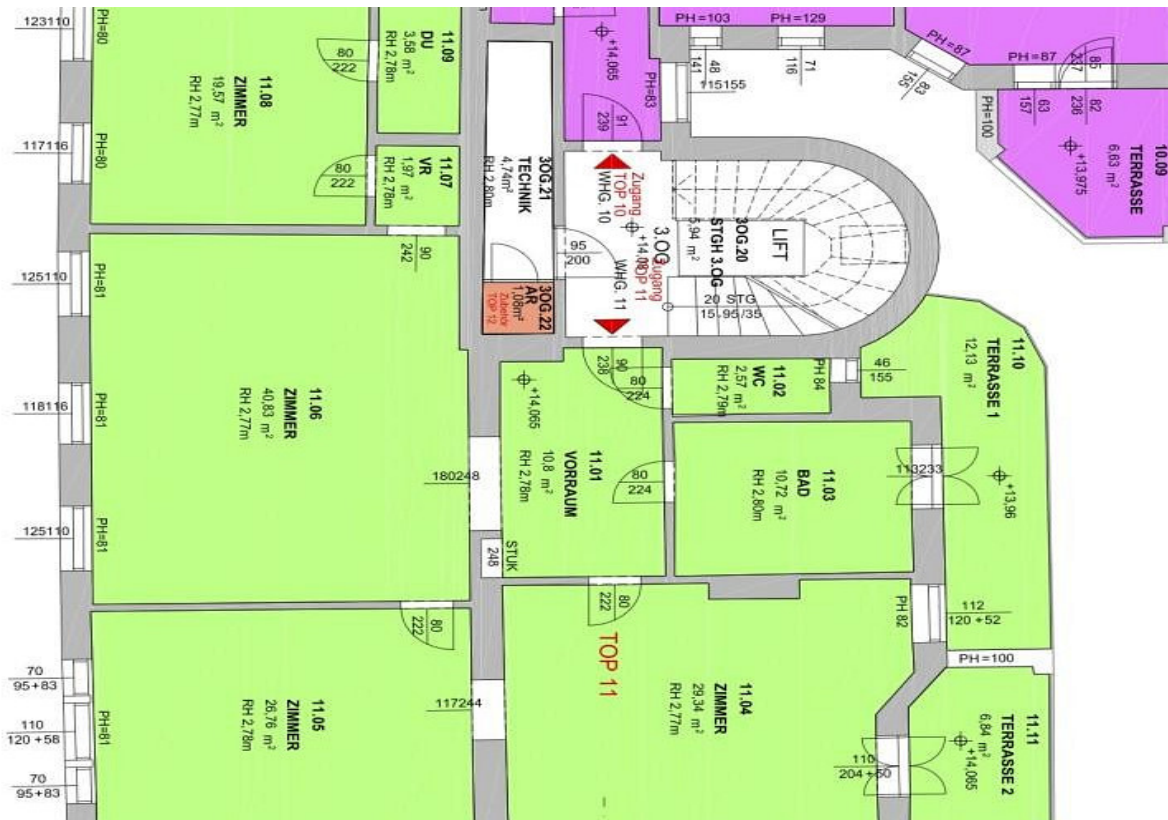 123110
PH=80
80
222
11.09
DU
3,58 m²
RH 2,78m
11.08
ZIMMER
19,57 m²
RH 2,77m
117116
PH=80
80
222
11.07
VR
1,97 m²
RH 2,78m
3OG.21
TECHNIK
4,74m²
RH 2,80m
+14,065
PH=83
91
239
PH=103
PH=129
141
48
115155
116
71
PH=87
83
155
PH=87
85
237
157
63
236
82
PH=100
10.09
TERRASSE
6,63 m²
+13,975
Zugang
TOP 10
WHG. 10
3.OG
+14,08
Zugang
TOP 11
WHG. 11
3OG.20
STGH 3.OG
5,94 m²
LIFT
20 STG
15,95/35
95
200
3OG.22
AR
1,08m²
Zubehör
TOP 12
90
242
125110
PH=81
11.06
ZIMMER
40,83 m²
RH 2,77m
118116
PH=81
125110
PH=81
180248
248
STUK
90
238
80
224
+14,065
11.01
VORRAUM
10,8 m²
RH 2,78m
11.02
WC
2,57 m²
RH 2,79m
PH 84
46
155
11.10
TERRASSE 1
12,13 m²
+13,96
80
224
11.03
BAD
10,72 m²
RH 2,80m
113233
80
222
80
222
TOP 11
PH 82
112
120 +52
PH =100
70
95+83
110
120 +58
70
95+83
PH=81
11.05
ZIMMER
26,76 m²
RH 2,78m
117244
11.04
ZIMMER
29,34 m²
RH 2,77m
110
204 +50
11.11
TERRASSE 2
6,84 m²
+14,065